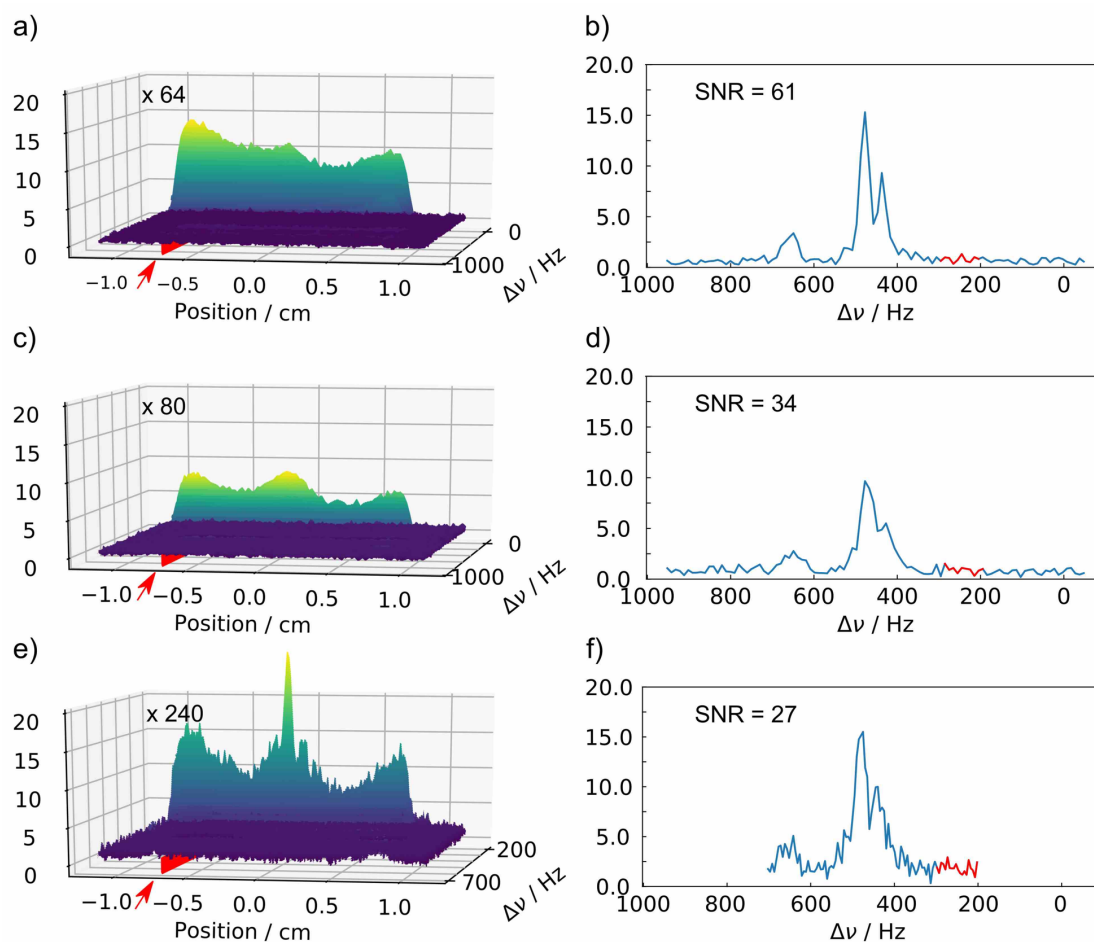 a)
x 64
20
15
10
5
0
−1.0
−0.5
0.0
0.5
1.0
Position / cm
0
1000
Δν / Hz
b)
SNR = 61
20.0
15.0
10.0
5.0
0.0
1000 800 600 400 200 0
Δν / Hz
c)
x 80
20
15
10
5
0
−1.0
−0.5
0.0
0.5
1.0
Position / cm
0
1000
Δν / Hz
d)
SNR = 34
20.0
15.0
10.0
5.0
0.0
1000 800 600 400 200 0
Δν / Hz
e)
x 240
20
15
10
5
0
−1.0
−0.5
0.0
0.5
1.0
Position / cm
200
700
Δν / Hz
f)
SNR = 27
20.0
15.0
10.0
5.0
0.0
1000 800 600 400 200 0
Δν / Hz